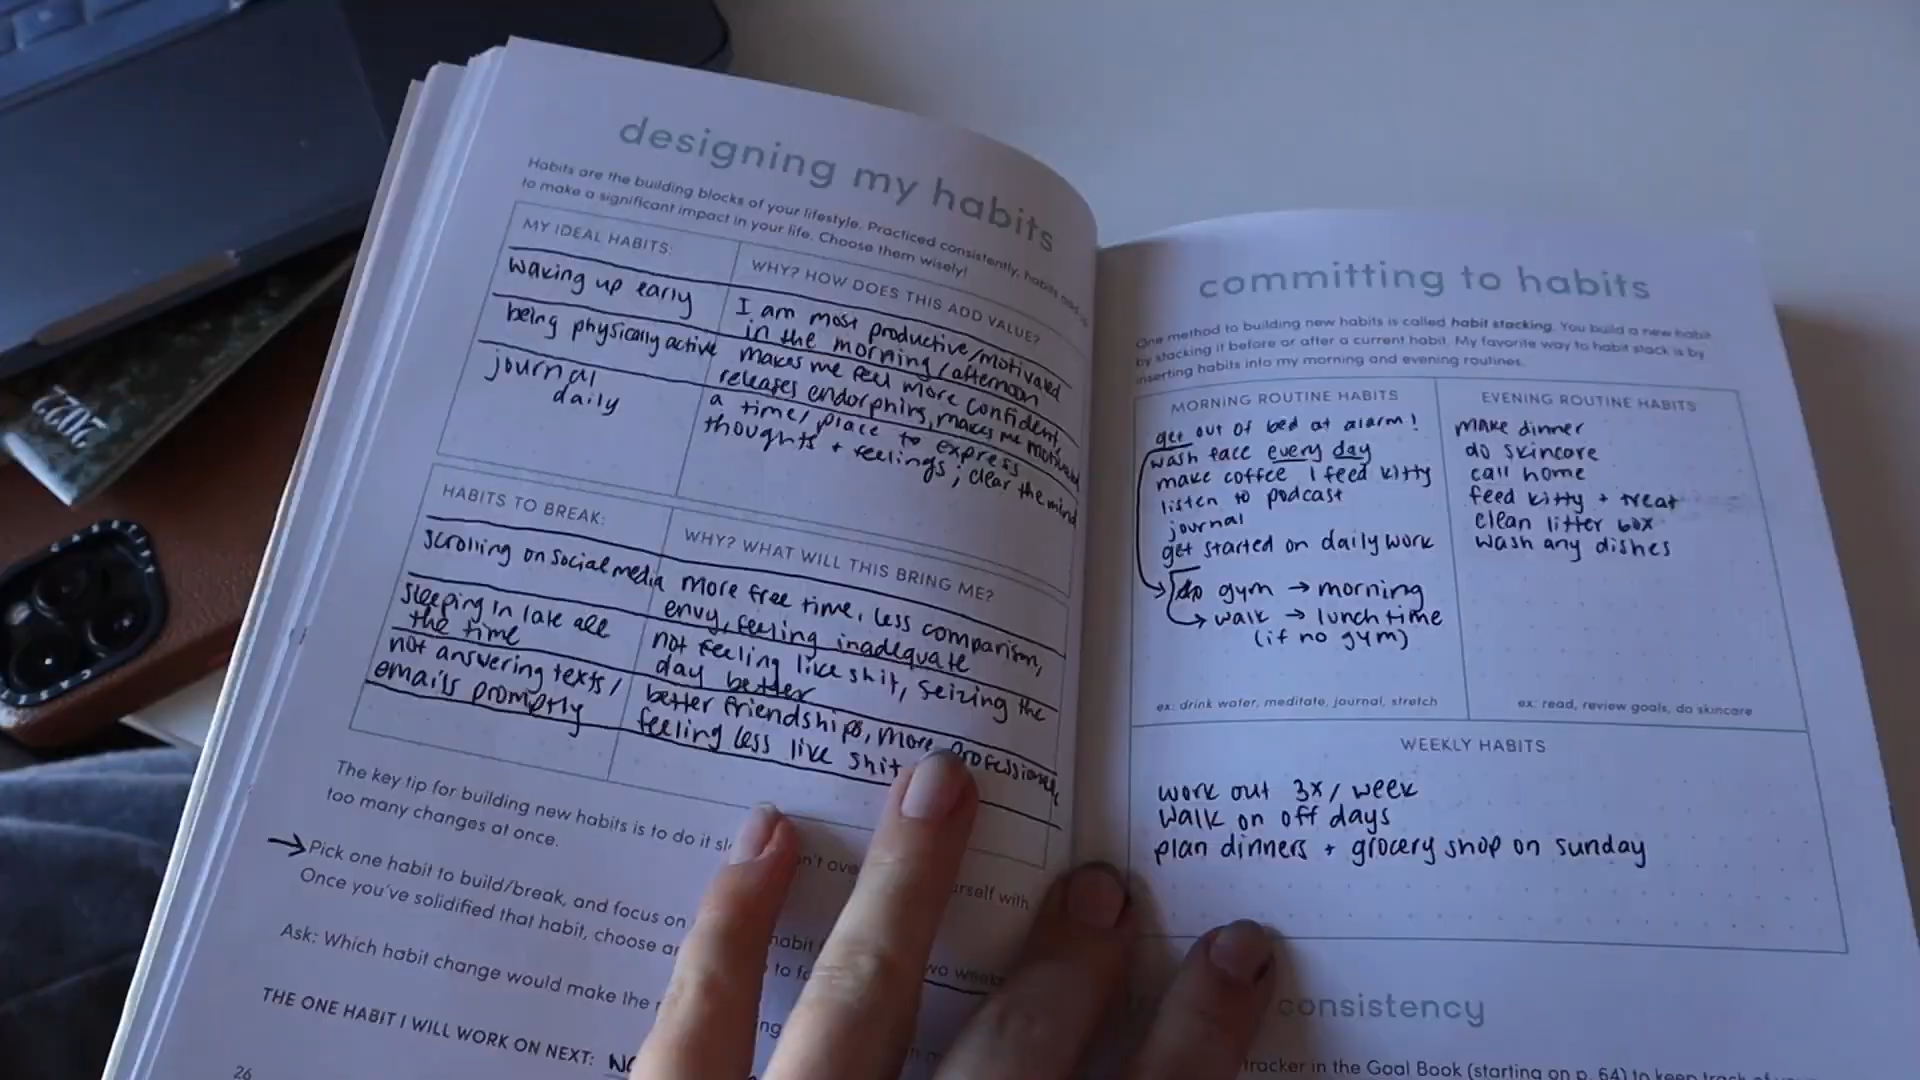 2022
designing my habits
Habits are the building blocks of your lifestyle. Practiced consistently, habits add
to make a significant impact in your life. Choose them wisely!
MY IDEAL HABITS:
WHY? HOW DOES THIS ADD VALUE?
waking up early
I am most productive/motivated
in the morning/afternoon
being physically active
makes me feel more confident,
releases endorphins, makes me motivated
journal
daily
a time/place to express
thoughts + feelings; clear the mind
HABITS TO BREAK:
WHY? WHAT WILL THIS BRING ME?
scrolling on social media
more free time, less comparison,
envy, feeling inadequate
sleeping in late all
the time
not feeling like shit, seizing the
day better
not answering texts/
emails promptly
better friendships, more professional,
feeling less like shit
The key tip for building new habits is to do it
too many changes at once.
Pick one habit to build/break, and focus on
Once you've solidified that habit, choose
Ask: Which habit change would make the
THE ONE HABIT I WILL WORK ON NEXT:
26
committing to habits
One method to building new habits is called habit stacking. You build a new habit
by stacking it before or after a current habit. My favorite way to habit stack is by
inserting habits into my morning and evening routines.
MORNING ROUTINE HABITS
get out of bed at alarm!
wash face every day
make coffee / feed kitty
listen to podcast
journal
get started on daily work
gym → morning
walk → lunchtime
(if no gym)
ex: drink water, meditate, journal, stretch
EVENING ROUTINE HABITS
make dinner
do skincare
call home
feed kitty + treat
clean litter box
wash any dishes
ex: read, review goals, do skincare
WEEKLY HABITS
work out 3x/week
walk on off days
plan dinners + grocery shop on sunday
consistency
tracker in the Goal Book (starting on p. 64) to keep track of